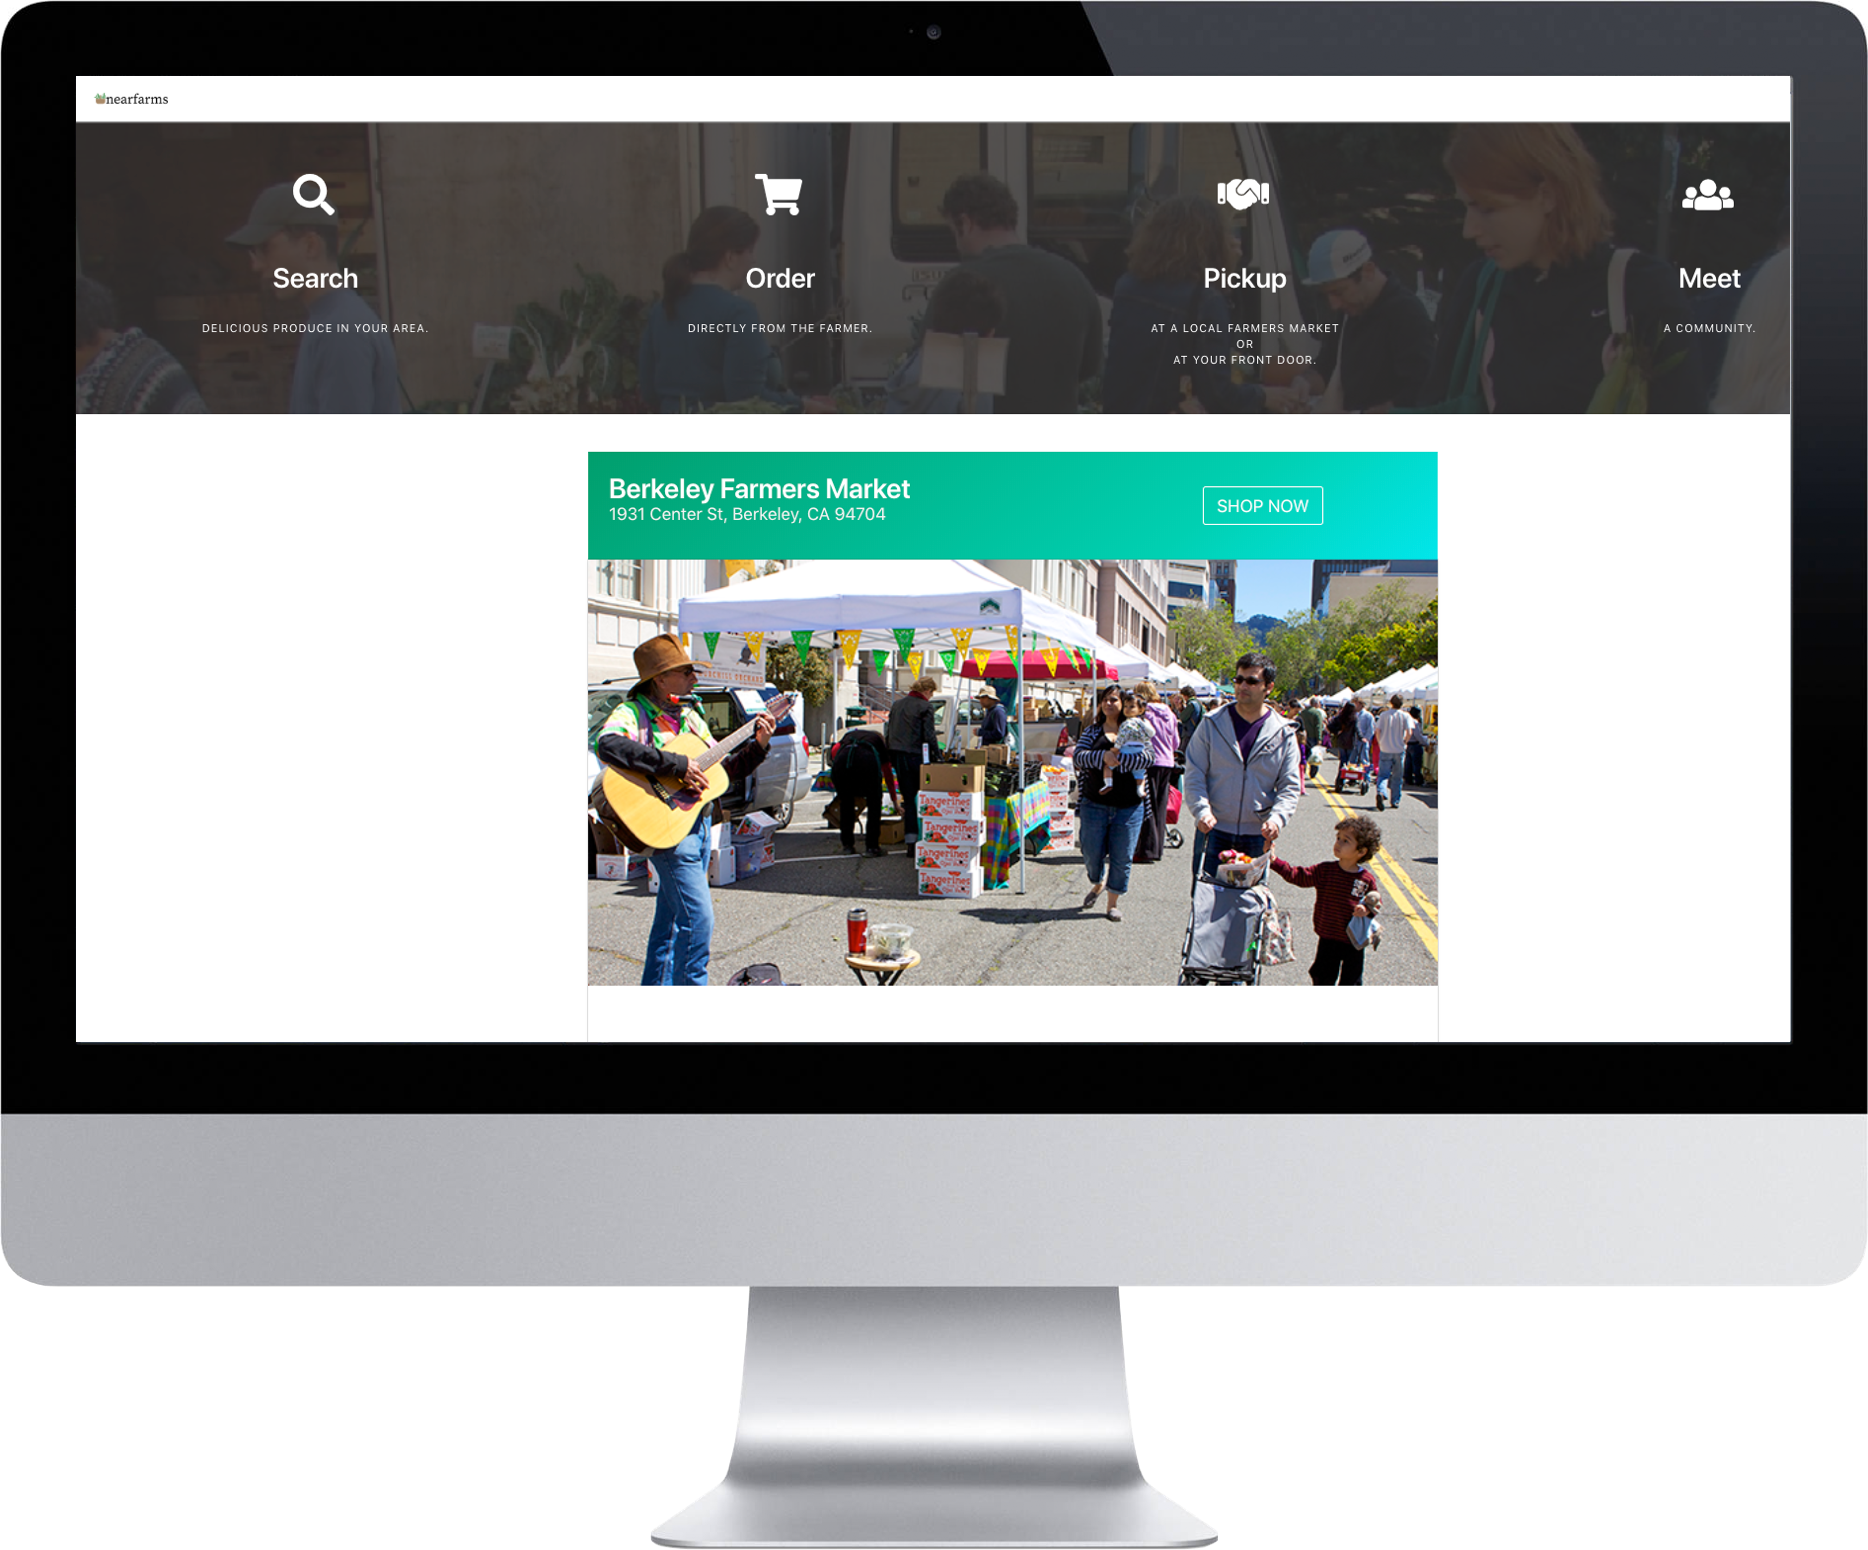 nearfarms
Search
DELICIOUS PRODUCE IN YOUR AREA.
Order
DIRECTLY FROM THE FARMER.
Pickup
AT A LOCAL FARMERS MARKET
OR
AT YOUR FRONT DOOR.
Meet
A COMMUNITY.
Berkeley Farmers Market
1931 Center St, Berkeley, CA 94704
SHOP NOW
Tangerines
Tangerines
Tangerines
Tangerines